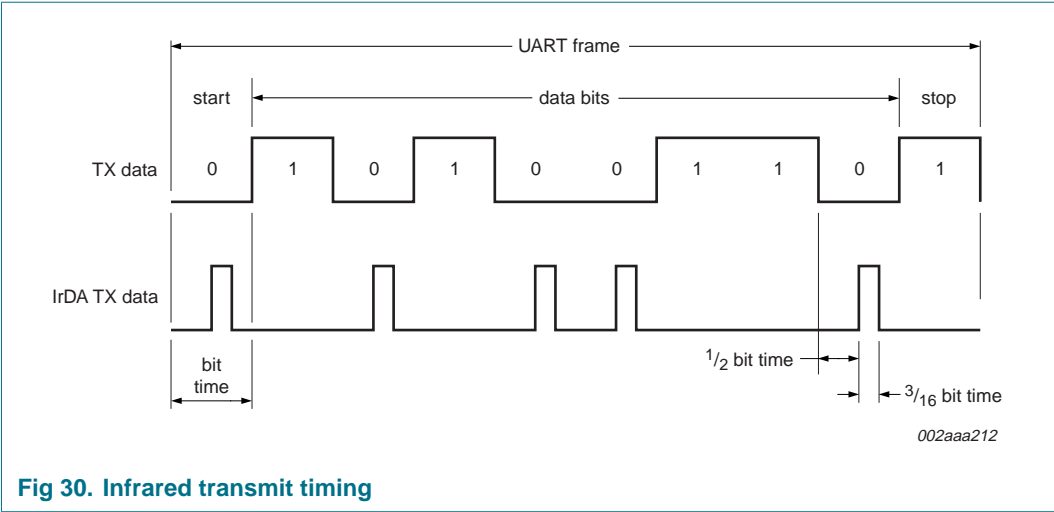 UART frame
start data bits stop
TX data 0 1 0 1 0 0 1 1 0 1
IrDA TX data
bit
time
1/2 bit time
3/16 bit time
002aaa212
Fig 30. Infrared transmit timing